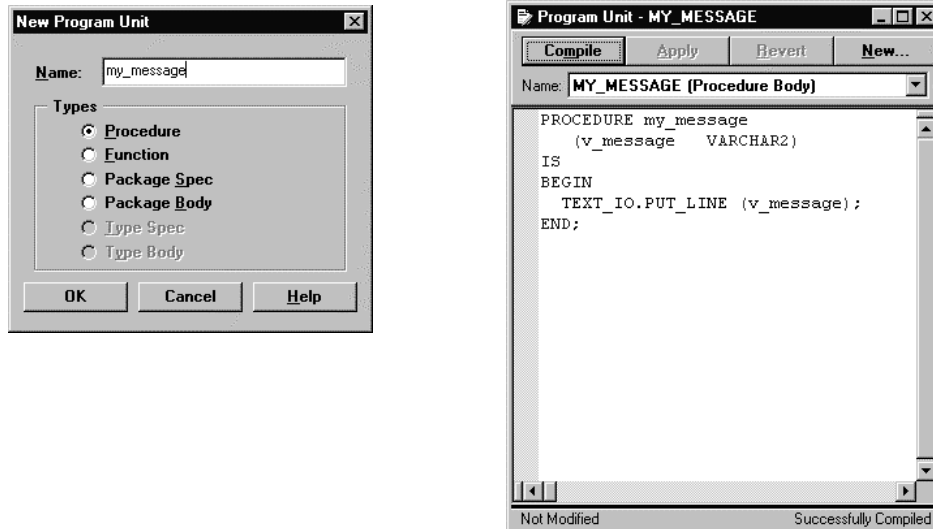 New Program Unit
Name: my_message
Types
Procedure
Function
Package Spec
Package Body
Type Spec
Type Body
OK Cancel Help
Program Unit - MY_MESSAGE
Compile Apply Revert New...
Name: MY_MESSAGE (Procedure Body)
PROCEDURE my_message
(v_message VARCHAR2)
IS
BEGIN
TEXT_IO.PUT_LINE (v_message);
END;
Not Modified Successfully Compiled